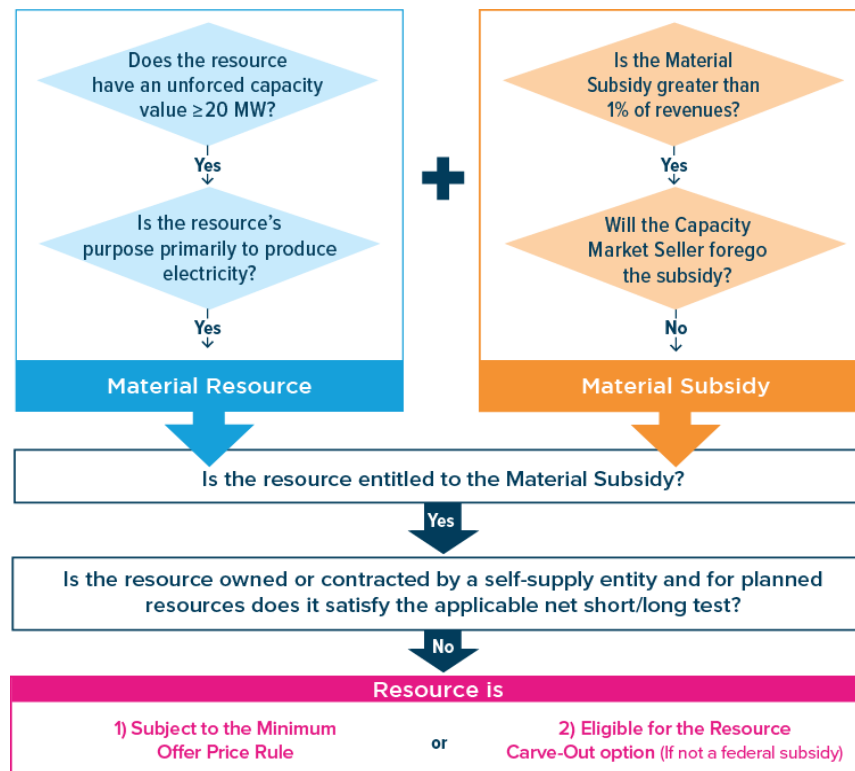 Does the resource
have an unforced capacity
value ≥20 MW?
Yes
Is the resource's
purpose primarily to produce
electricity?
Yes
Material Resource
+
Is the Material
Subsidy greater than
1% of revenues?
Yes
Will the Capacity
Market Seller forego
the subsidy?
No
Material Subsidy
Is the resource entitled to the Material Subsidy?
Yes
Is the resource owned or contracted by a self-supply entity and for planned
resources does it satisfy the applicable net short/long test?
No
Resource is
1) Subject to the Minimum
Offer Price Rule
or
2) Eligible for the Resource
Carve-Out option (If not a federal subsidy)